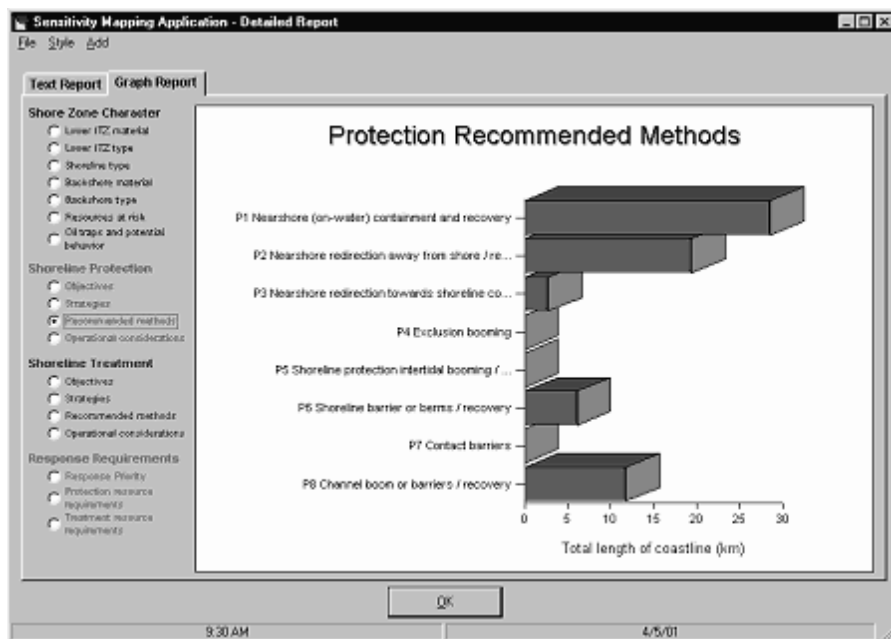 Sensitivity Mapping Application - Detailed Report
File Style Add
Text Report Graph Report
Shore Zone Character
Lower ITZ material
Lower ITZ type
Shoreline type
Backshore material
Backshore type
Resources at risk
Oil traps and potential
behavior
Shoreline Protection
Objectives
Strategies
Recommended methods
Operational considerations
Shoreline Treatment
Objectives
Strategies
Recommended methods
Operational considerations
Response Requirements
Response Priority
Protection resource
requirements
Treatment resource
requirements
Protection Recommended Methods
P1 Nearshore (on-water) containment and recovery
P2 Nearshore redirection away from shore / re...
P3 Nearshore redirection towards shoreline co...
P4 Exclusion booming
P5 Shoreline protection intertidal booming / ...
P6 Shoreline barrier or berms / recovery
P7 Contact barriers
P8 Channel boom or barriers / recovery
0 5 10 15 20 25 30
Total length of coastline (km)
OK
9:30 AM 4/5/01